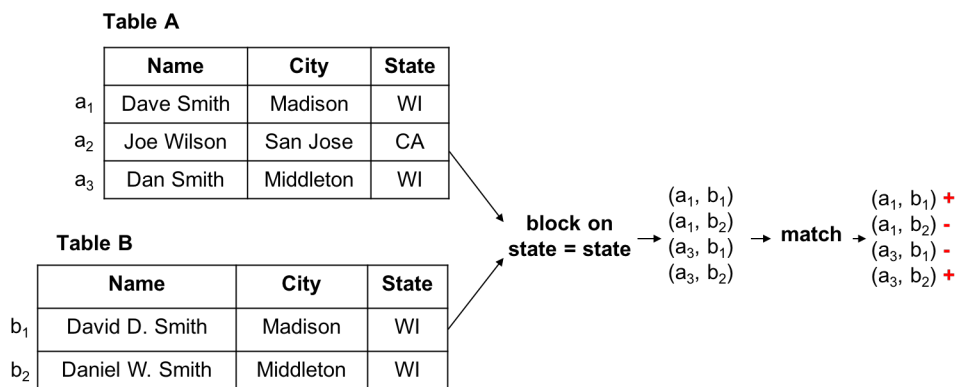 Table A
Name City State
a₁ Dave Smith Madison WI
a₂ Joe Wilson San Jose CA
a₃ Dan Smith Middleton WI
Table B
Name City State
b₁ David D. Smith Madison WI
b₂ Daniel W. Smith Middleton WI
block on
state = state
(a₁, b₁)
(a₁, b₂)
(a₃, b₁)
(a₃, b₂)
match
(a₁, b₁) +
(a₁, b₂) -
(a₃, b₁) -
(a₃, b₂) +